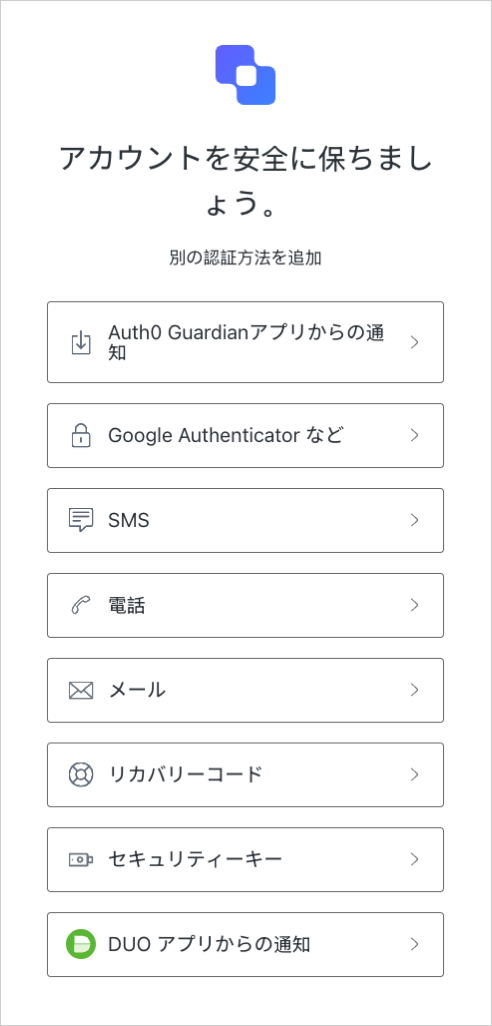 アカウントを安全に保ちまし
ょう。
別の認証方法を追加
Auth0 Guardianアプリからの通
知
Google Authenticator など
SMS
電話
メール
リカバリーコード
セキュリティーキー
DUO アプリからの通知